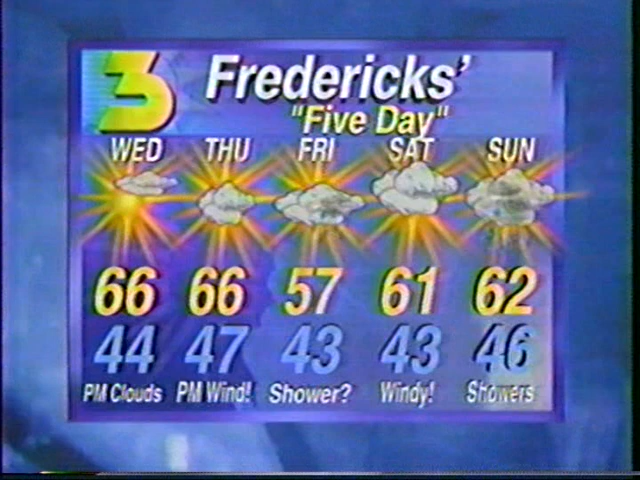 3 Fredericks'
"Five Day"
WED THU FRI SAT SUN
66 66 57 61 62
44 47 43 43 46
PM Clouds PM Wind! Shower? Windy! Showers